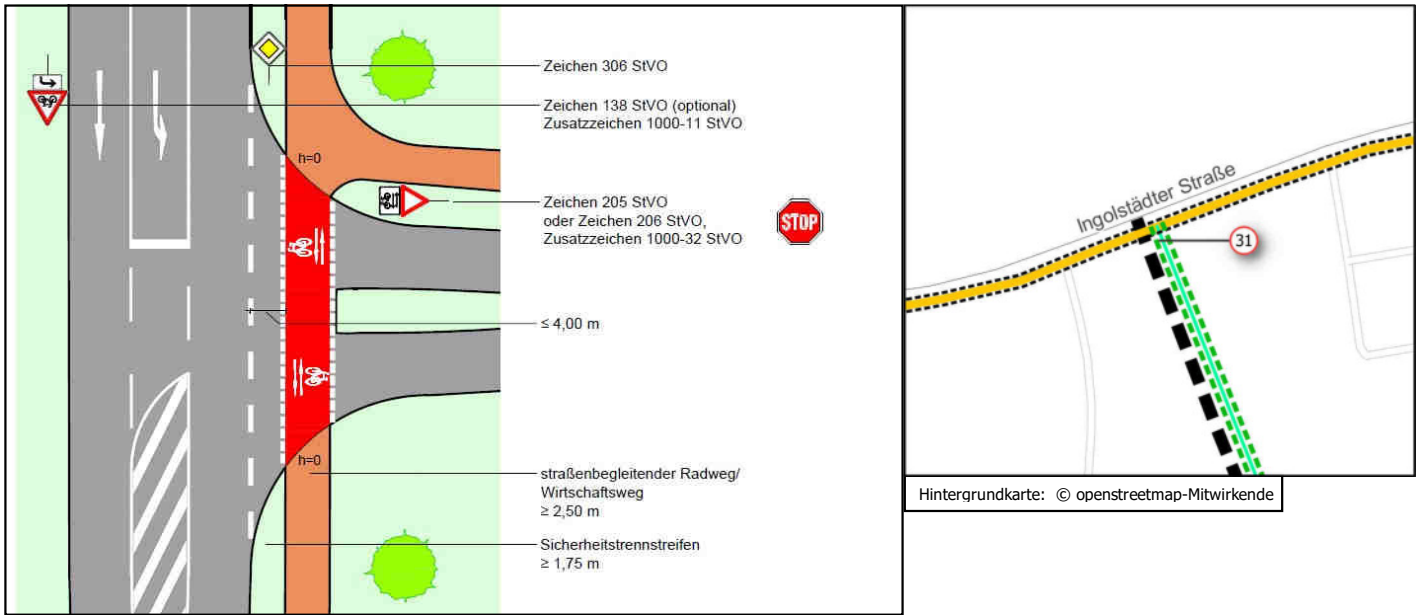 Zeichen 306 StVO
Zeichen 138 StVO (optional)
Zusatzzeichen 1000-11 StVO
h=0
Zeichen 205 StVO
oder Zeichen 206 StVO,
Zusatzzeichen 1000-32 StVO
STOP
≤ 4,00 m
h=0
straßenbegleitender Radweg/
Wirtschaftsweg
≥ 2,50 m
Sicherheitstrennstreifen
≥ 1,75 m
Ingolstädter Straße
31
Hintergrundkarte: © openstreetmap-Mitwirkende